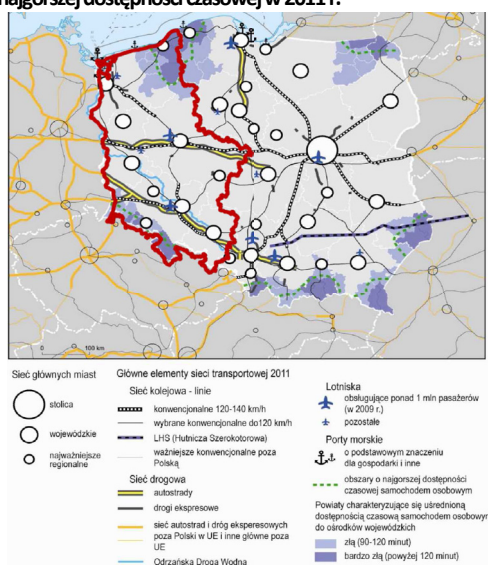 najgorszej dostępności czasowej w 2011 r.
0 100 km
Sieć głównych miast
stolica
wojewódzkie
najważniejsze
regionalne
Główne elementy sieci transportowej 2011
Sieć kolejowa - linie
konwencjonalne 120-140 km/h
wybrane konwencjonalne do120 km/h
LHS (Hutnicza Szerokotorowa)
ważniejsze konwencjonalne poza
Polską
Sieć drogowa
autostrady
drogi ekspresowe
sieć autostrad i dróg ekspresowych
poza Polski w UE i inne główne poza
UE
Odrzańska Droga Wodna
Lotniska
obsługujące ponad 1 mln pasażerów
(w 2009 r.)
pozostałe
Porty morskie
o podstawowym znaczeniu
dla gospodarki i inne
obszary o najgorszej dostępności
czasowej samochodem osobowym
Powiaty charakteryzujące się uśrednioną
dostępnością czasową samochodem osobowym
do ośrodków wojewódzkich
złą (90-120 minut)
bardzo złą (powyżej 120 minut)